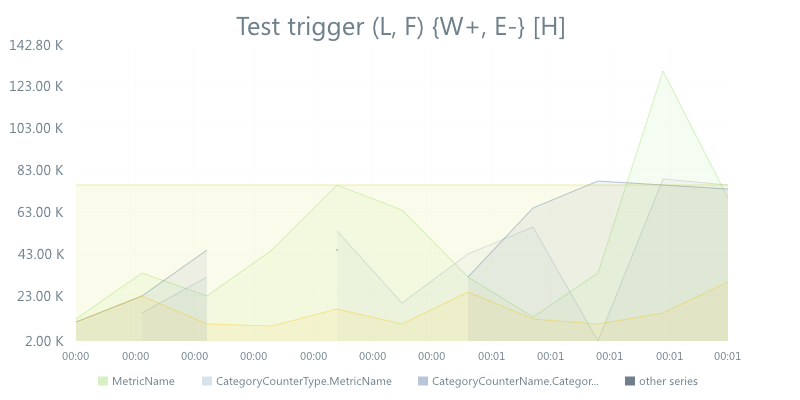 Test trigger (L, F) {W+, E-} [H]
142.80 K
123.00 K
103.00 K
83.00 K
63.00 K
43.00 K
23.00 K
2.00 K
00:00 00:00 00:00 00:00 00:00 00:00 00:00 00:01 00:01 00:01 00:01 00:01
MetricName CategoryCounterType.MetricName CategoryCounterName.Categor... other series